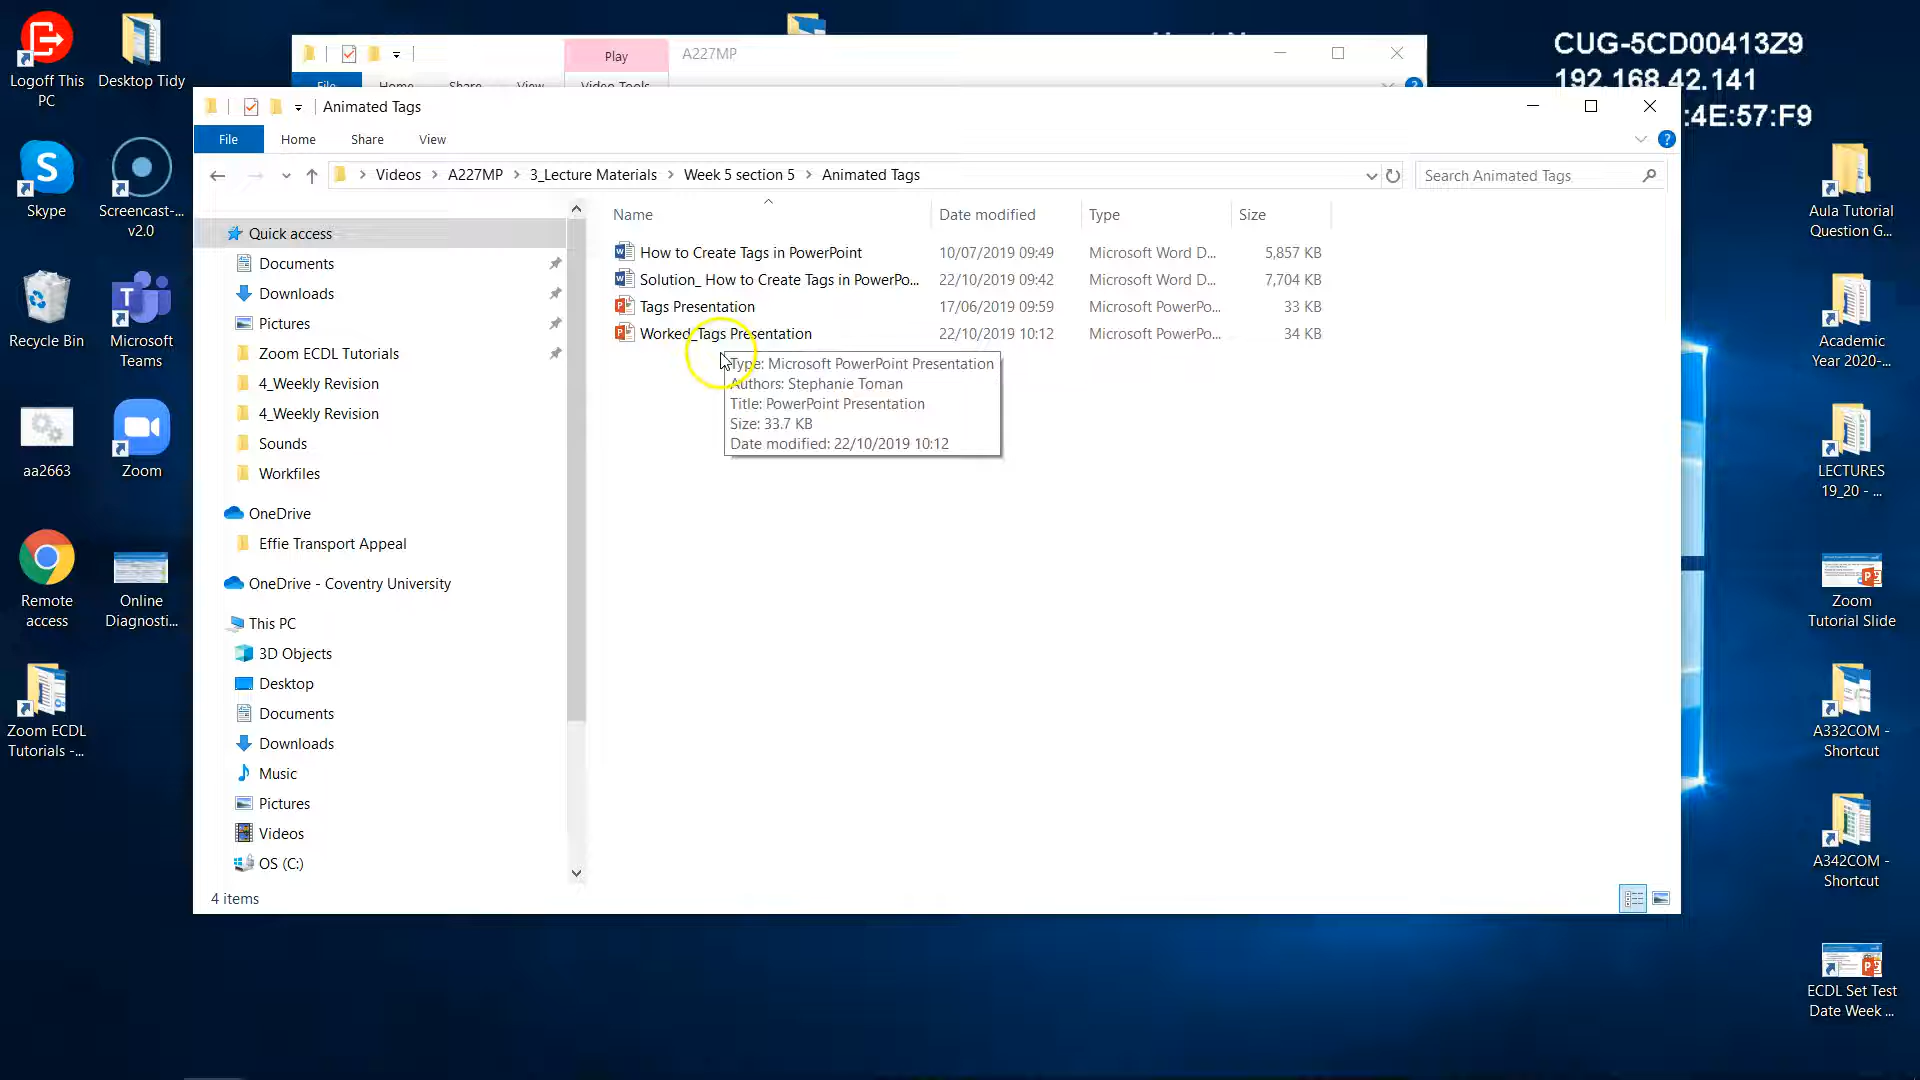 Logoff This
PC
Desktop Tidy
Skype
Screencast-...
v2.0
Recycle Bin
Microsoft
Teams
aa2663
Zoom
Remote
access
Online
Diagnosti...
Zoom ECDL
Tutorials -...
Play
A227MP
File
Home
Share
View
Video Tools
CUG-5CD00413Z9
192.168.42.141
:4E:57:F9
Animated Tags
File
Home
Share
View
Videos
A227MP
3_Lecture Materials
Week 5 section 5
Animated Tags
Search Animated Tags
Quick access
Documents
Downloads
Pictures
Zoom ECDL Tutorials
4_Weekly Revision
4_Weekly Revision
Sounds
Workfiles
OneDrive
Effie Transport Appeal
OneDrive - Coventry University
This PC
3D Objects
Desktop
Documents
Downloads
Music
Pictures
Videos
OS (C:)
Name Date modified Type Size
How to Create Tags in PowerPoint 10/07/2019 09:49 Microsoft Word D... 5,857 KB
Solution_ How to Create Tags in PowerPo... 22/10/2019 09:42 Microsoft Word D... 7,704 KB
Tags Presentation 17/06/2019 09:59 Microsoft PowerPo... 33 KB
Worked_Tags Presentation 22/10/2019 10:12 Microsoft PowerPo... 34 KB
Type: Microsoft PowerPoint Presentation
Authors: Stephanie Toman
Title: PowerPoint Presentation
Size: 33.7 KB
Date modified: 22/10/2019 10:12
4 items
Aula Tutorial
Question G...
Academic
Year 2020-...
LECTURES
19_20 - ...
Zoom
Tutorial Slide
A332COM -
Shortcut
A342COM -
Shortcut
ECDL Set Test
Date Week ...